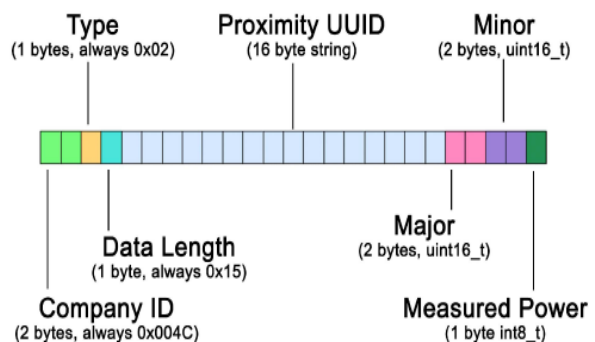 Type
(1 bytes, always 0x02)
Proximity UUID
(16 byte string)
Minor
(2 bytes, uint16_t)
Data Length
(1 byte, always 0x15)
Major
(2 bytes, uint16_t)
Company ID
(2 bytes, always 0x004C)
Measured Power
(1 byte int8_t)